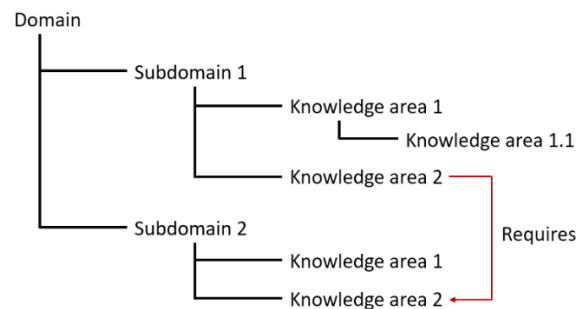 Domain
Subdomain 1
Knowledge area 1
Knowledge area 1.1
Knowledge area 2
Subdomain 2
Requires
Knowledge area 1
Knowledge area 2